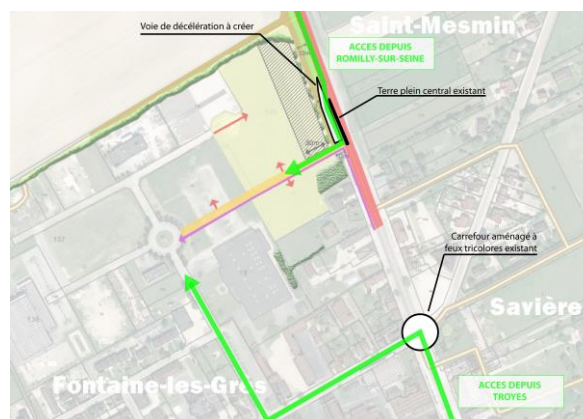 Saint-Mesmin
Voie de décélération à créer
ACCES DEPUIS
ROMILLY-SUR-SEINE
Terre plein central existant
30m
Carrefour aménagé à
feux tricolores existant
Savière
Fontaine-les-Grès
ACCES DEPUIS
TROYES